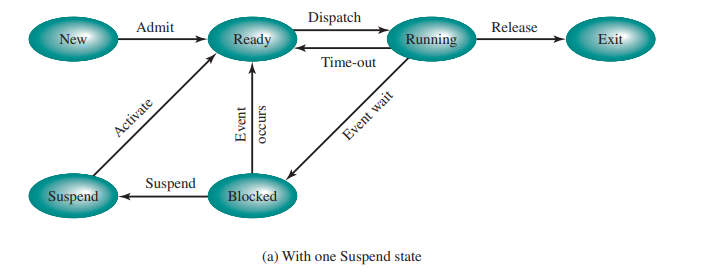 Dispatch
Admit
Release
New
Ready
Running
Exit
Time-out
Activate
Event
occurs
Event wait
Suspend
Suspend
Blocked
(a) With one Suspend state